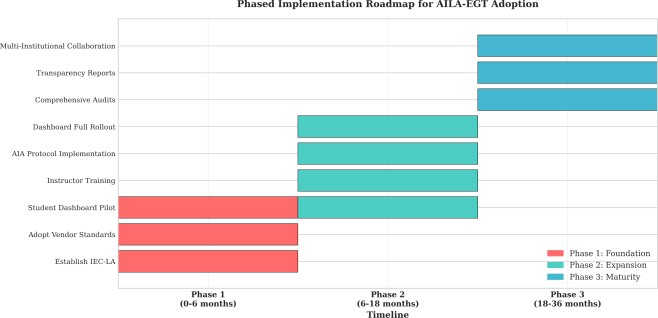 Phased Implementation Roadmap for AILA-EGT Adoption
Multi-Institutional Collaboration
Transparency Reports
Comprehensive Audits
Dashboard Full Rollout
AIA Protocol Implementation
Instructor Training
Student Dashboard Pilot
Adopt Vendor Standards
Establish IEC-LA
Phase 1: Foundation
Phase 2: Expansion
Phase 3: Maturity
Phase 1
(0-6 months)
Phase 2
(6-18 months)
Phase 3
(18-36 months)
Timeline